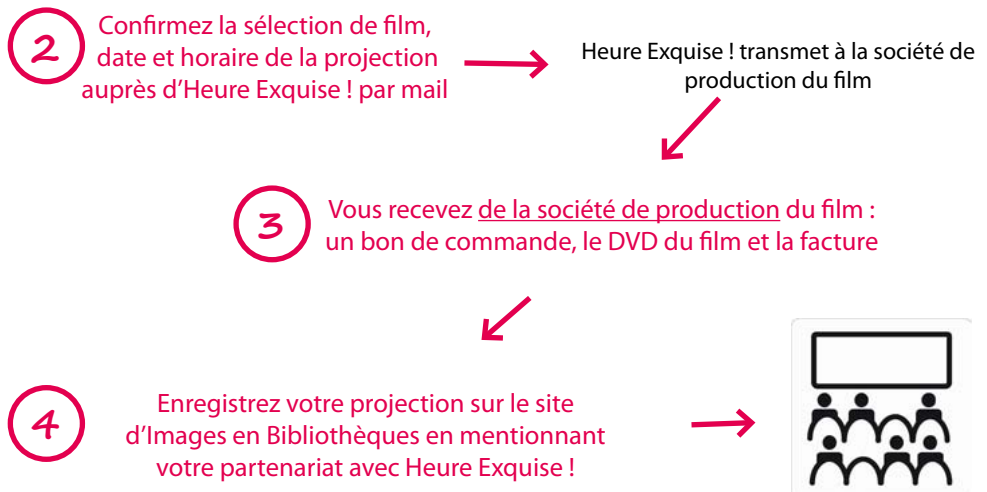 2
Confirmez la sélection de film,
date et horaire de la projection
auprès d'Heure Exquise ! par mail
Heure Exquise ! transmet à la société de
production du film
3
Vous recevez de la société de production du film :
un bon de commande, le DVD du film et la facture
4
Enregistrez votre projection sur le site
d'Images en Bibliothèques en mentionnant
votre partenariat avec Heure Exquise !